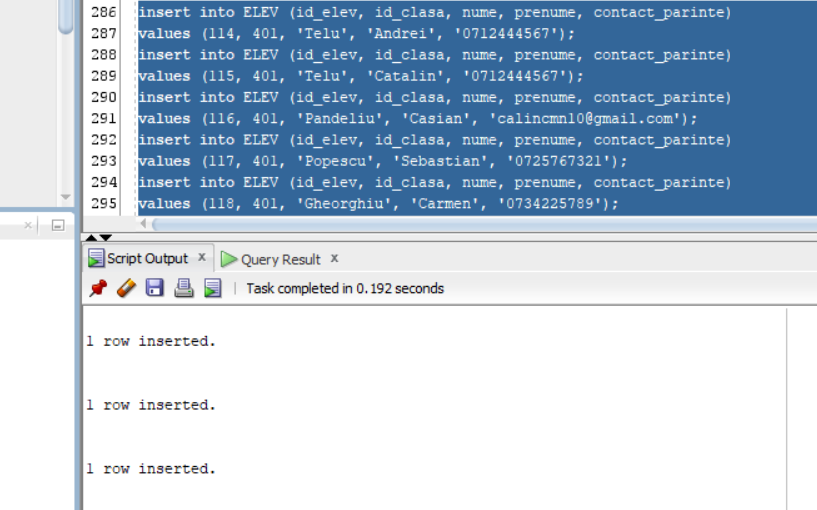 286 insert into ELEV (id_elev, id_clasa, nume, prenume, contact_parinte)
287 values (114, 401, 'Telu', 'Andrei', '0712444567');
288 insert into ELEV (id_elev, id_clasa, nume, prenume, contact_parinte)
289 values (115, 401, 'Telu', 'Catalin', '0712444567');
290 insert into ELEV (id_elev, id_clasa, nume, prenume, contact_parinte)
291 values (116, 401, 'Pandeliu', 'Casian', 'calincmn10@gmail.com');
292 insert into ELEV (id_elev, id_clasa, nume, prenume, contact_parinte)
293 values (117, 401, 'Popescu', 'Sebastian', '0725767321');
294 insert into ELEV (id_elev, id_clasa, nume, prenume, contact_parinte)
295 values (118, 401, 'Gheorghiu', 'Carmen', '0734225789');
Script Output x Query Result x
Task completed in 0.192 seconds
1 row inserted.
1 row inserted.
1 row inserted.